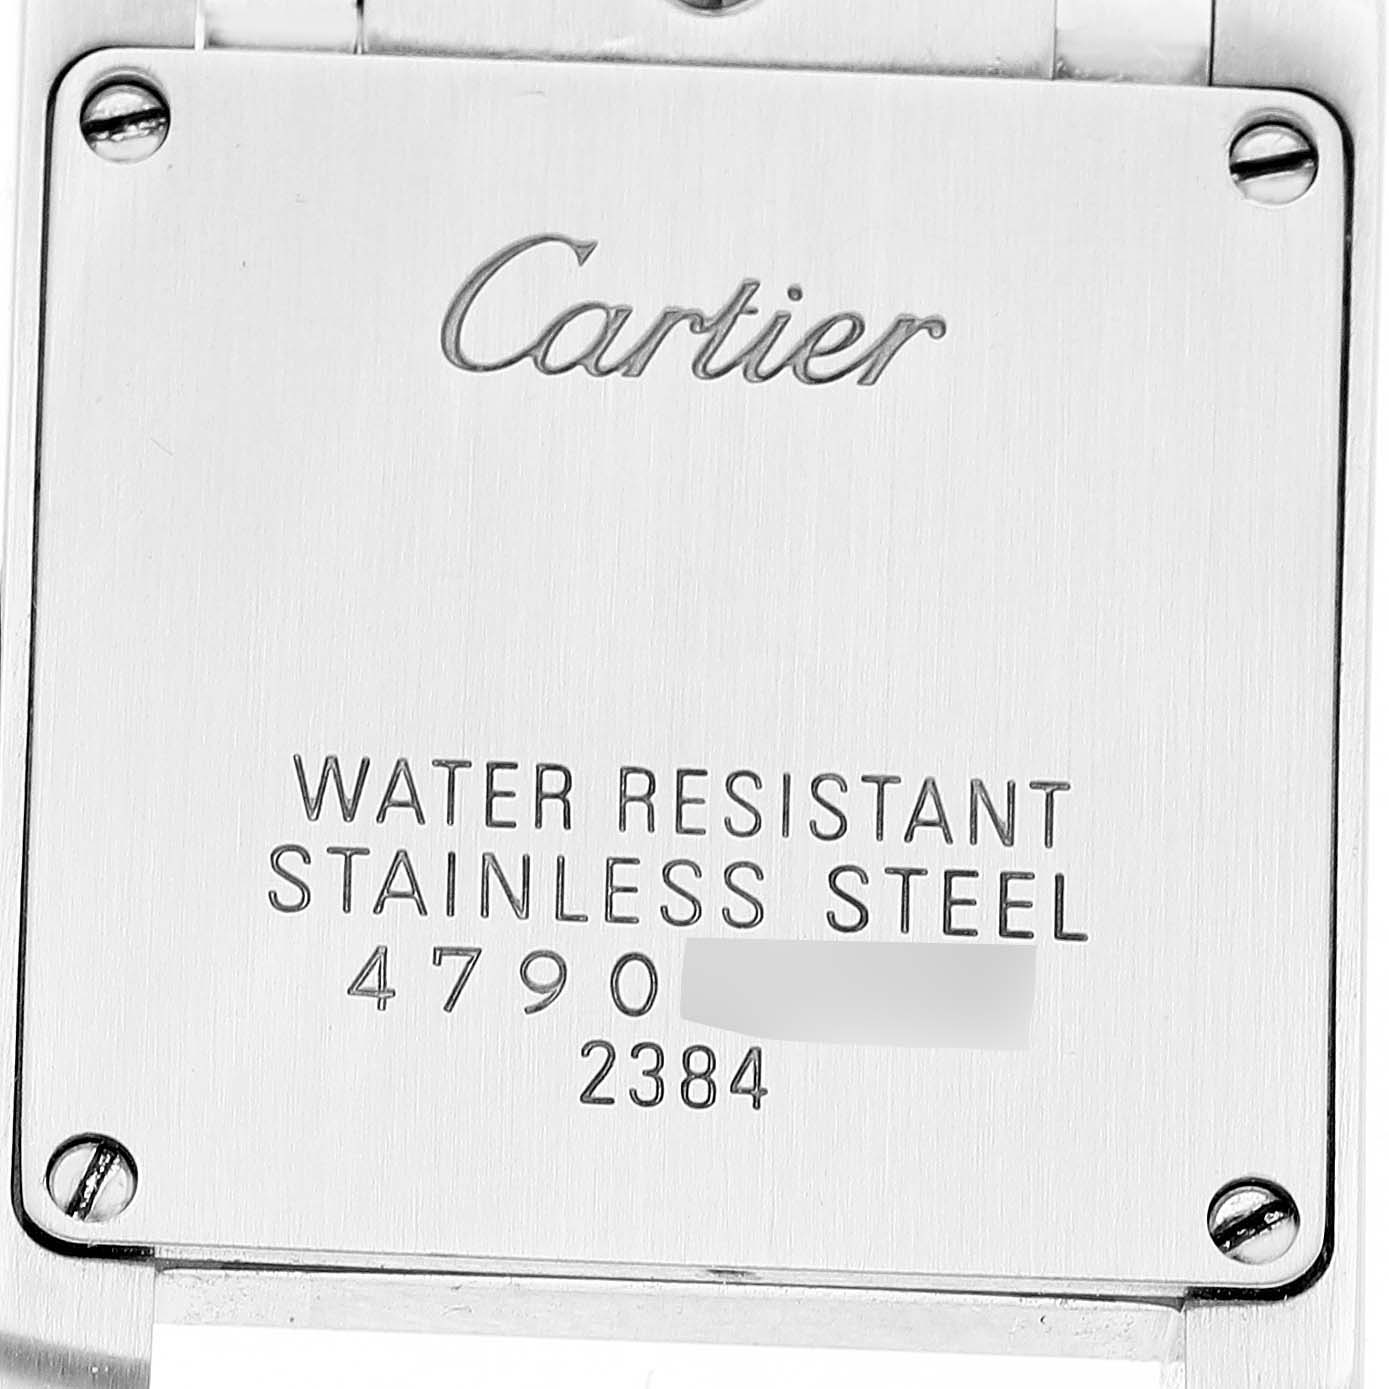 Cartier
WATER RESISTANT
STAINLESS STEEL
4790
2384